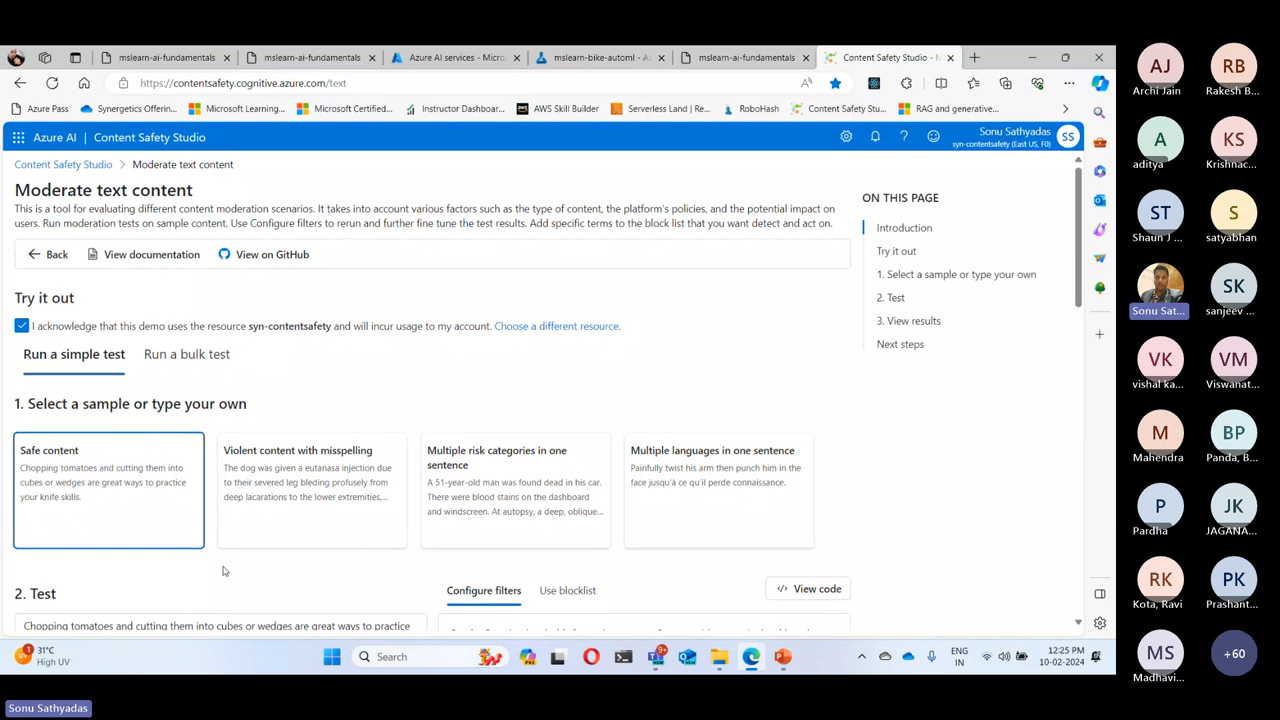 mslearn-ai-fundamentals
mslearn-ai-fundamentals
Azure AI services - Micros
mslearn-bike-automl - A
mslearn-ai-fundamentals
Content Safety Studio - M
https://contentsafety.cognitive.azure.com/text
Azure Pass
Synergetics Offering...
Microsoft Learning...
Microsoft Certified...
Instructor Dashboar...
AWS Skill Builder
Serverless Land | Re...
RoboHash
Content Safety Stu...
RAG and generative...
Azure AI | Content Safety Studio
Sonu Sathyadas
syn-contentsafety (East US, F0)
SS
Content Safety Studio > Moderate text content
Moderate text content
This is a tool for evaluating different content moderation scenarios. It takes into account various factors such as the type of content, the platform's policies, and the potential impact on
users. Run moderation tests on sample content. Use Configure filters to rerun and further fine tune the test results. Add specific terms to the block list that you want detect and act on.
Back
View documentation
View on GitHub
Try it out
I acknowledge that this demo uses the resource syn-contentsafety and will incur usage to my account. Choose a different resource.
Run a simple test
Run a bulk test
1. Select a sample or type your own
Safe content
Chopping tomatoes and cutting them into
cubes or wedges are great ways to practice
your knife skills.
Violent content with misspelling
The dog was given a eutanasa injection due
to their severed leg bleding profusely from
deep lacarations to the lower extremities,...
Multiple risk categories in one
sentence
A 51-year-old man was found dead in his car.
There were blood stains on the dashboard
and windscreen. At autopsy, a deep, oblique...
Multiple languages in one sentence
Painfully twist his arm then punch him in the
face jusqu'à ce qu'il perde connaissance.
2. Test
Configure filters
Use blocklist
View code
Chopping tomatoes and cutting them into cubes or wedges are great ways to practice
ON THIS PAGE
Introduction
Try it out
1. Select a sample or type your own
2. Test
3. View results
Next steps
1
31°C
High UV
Search
PRE
9+
ENG
IN
12:25 PM
10-02-2024
AJ
Archi Jain
RB
Rakesh B...
A
aditya
KS
Krishnac...
ST
Shaun J ...
S
satyabhan
Sonu Sat...
SK
sanjeev ...
VK
vishal ka...
VM
Viswanat...
M
Mahendra
BP
Panda, B...
P
Pardha
JK
JAGANA...
RK
Kota, Ravi
PK
Prashant...
MS
Madhavi...
+60
Sonu Sathyadas